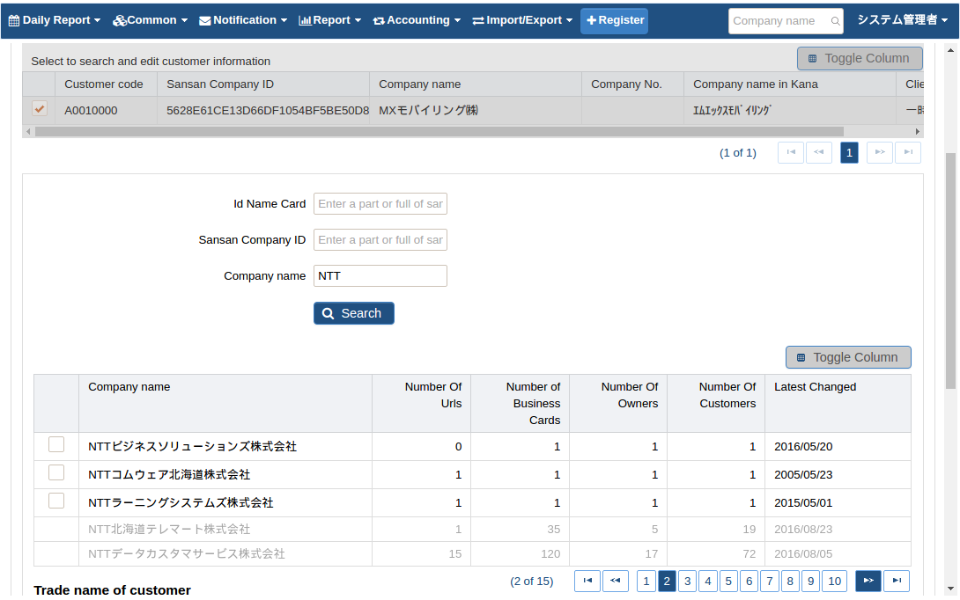 Daily Report Common Notification Report Accounting Import/Export + Register Company name システム管理者
Select to search and edit customer information Toggle Column
Customer code Sansan Company ID Company name Company No. Company name in Kana Clie
A0010000 5628E61CE13D66DF1054BF5BE50D8 MXモバイリング㈱ ｴﾑｴｯｸｽﾓﾊﾞｲﾘﾝｸﾞ 一時
(1 of 1) 1
Id Name Card Enter a part or full of sar
Sansan Company ID Enter a part or full of sar
Company name NTT
Search
Toggle Column
Company name Number Of Urls Number of Business Cards Number Of Owners Number Of Customers Latest Changed
NTTビジネスソリューションズ株式会社 0 1 1 1 2016/05/20
NTTコムウェア北海道株式会社 1 1 1 1 2005/05/23
NTTラーニングシステムズ株式会社 1 1 1 1 2015/05/01
NTT北海道テレマート株式会社 1 35 5 19 2016/08/23
NTTデータカスタマサービス株式会社 15 120 17 72 2016/08/05
(2 of 15) 1 2 3 4 5 6 7 8 9 10
Trade name of customer